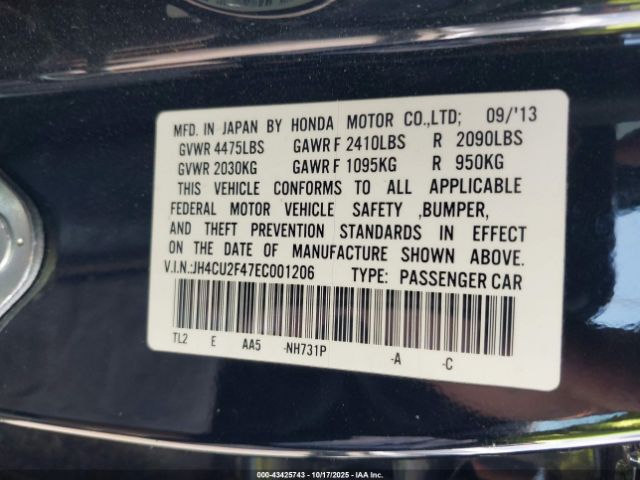 MFD. IN JAPAN BY HONDA MOTOR CO.,LTD; 09/'13
GVWR 4475LBS GAWR F 2410LBS R 2090LBS
GVWR 2030KG GAWR F 1095KG R 950KG
THIS VEHICLE CONFORMS TO ALL APPLICABLE
FEDERAL MOTOR VEHICLE SAFETY ,BUMPER,
AND THEFT PREVENTION STANDARDS IN EFFECT
ON THE DATE OF MANUFACTURE SHOWN ABOVE.
V.I.N.:JH4CU2F47EC001206 TYPE: PASSENGER CAR
TL2 E AA5 -NH731P -A -C
000-43425743 - 10/17/2025 - IAA Inc.